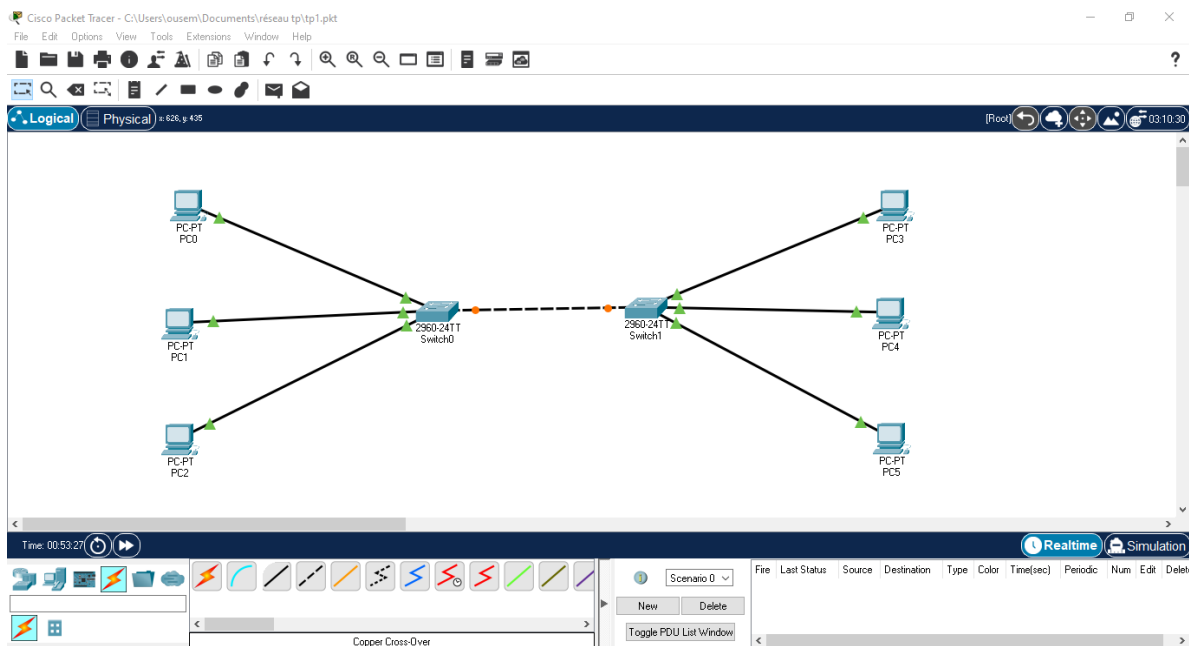 Cisco Packet Tracer - C:\Users\ousem\Documents\réseau tp\tp1.pkt
File Edit Options View Tools Extensions Window Help
?
Logical Physical x: 626, y: 435 [Root] 03:10:30
PC-PT
PC0
PC-PT
PC3
2960-24TT
Switch0
2960-24TT
Switch1
PC-PT
PC1
PC-PT
PC4
PC-PT
PC2
PC-PT
PC5
Time: 00:53:27 Realtime Simulation
Scenario 0
Fire Last Status Source Destination Type Color Time(sec) Periodic Num Edit Delete
New Delete
Toggle PDU List Window
Copper Cross-Over